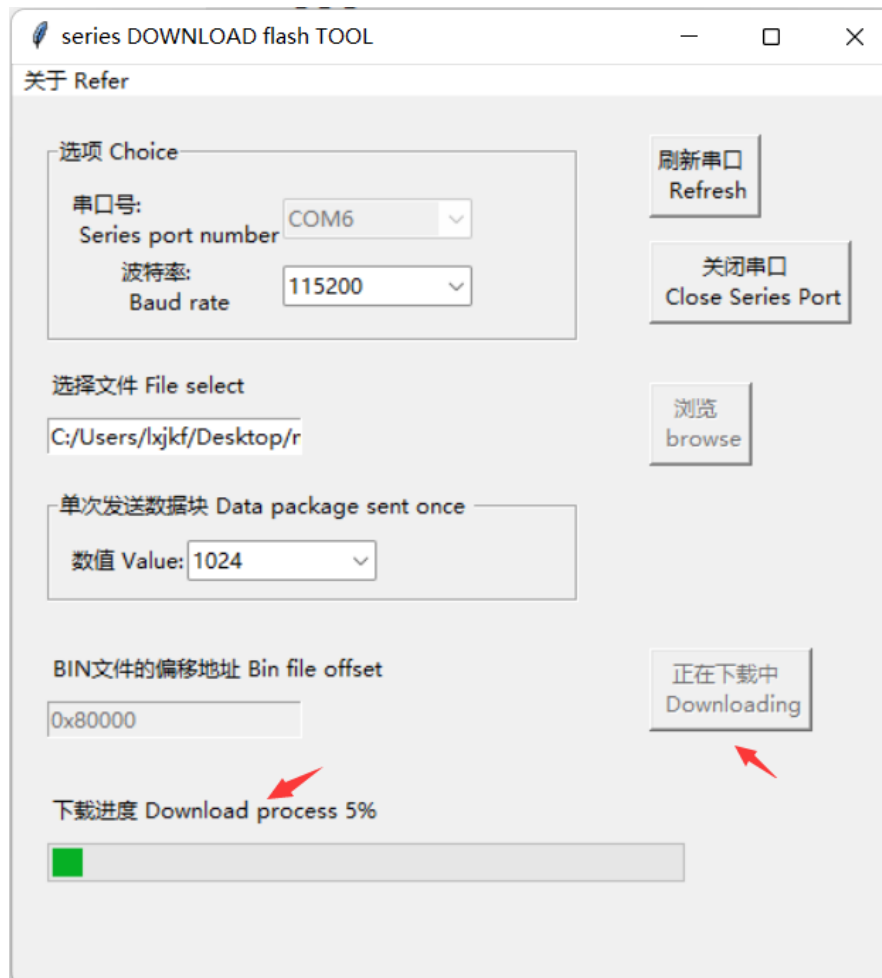 series DOWNLOAD flash TOOL
关于 Refer
选项 Choice
串口号:
Series port number
COM6
波特率:
Baud rate
115200
刷新串口
Refresh
关闭串口
Close Series Port
选择文件 File select
C:/Users/lxjkf/Desktop/r
浏览
browse
单次发送数据块 Data package sent once
数值 Value:
1024
BIN文件的偏移地址 Bin file offset
0x80000
正在下载中
Downloading
下载进度 Download process 5%